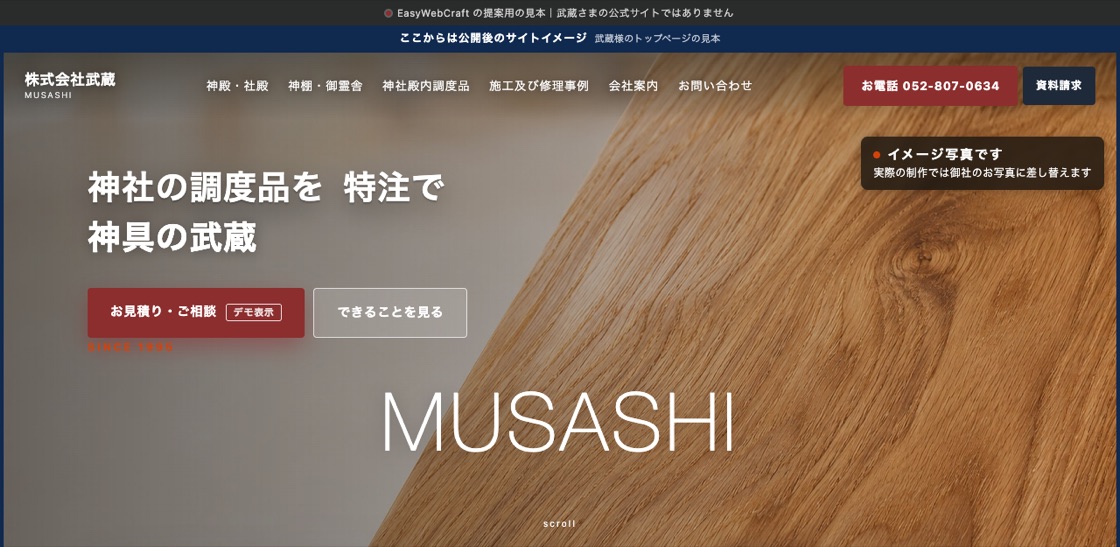 EasyWebCraft の提案用の見本｜武蔵さまの公式サイトではありません
ここからは公開後のサイトイメージ 武蔵様のトップページの見本
株式会社武蔵
MUSASHI
神殿・社殿 神棚・御霊舎 神社殿内調度品 施工及び修理事例 会社案内 お問い合わせ
お電話 052-807-0634
資料請求
イメージ写真です
実際の制作では御社のお写真に差し替えます
神社の調度品を 特注で
神具の武蔵
お見積り・ご相談 デモ表示
できることを見る
MUSASHI
scroll